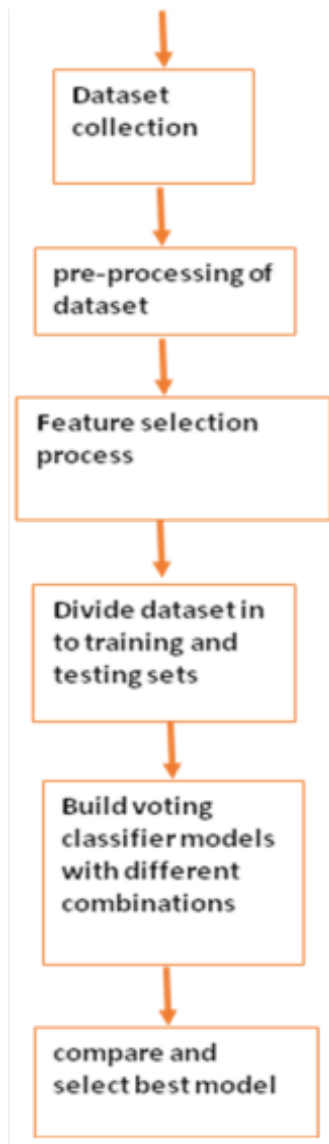 Dataset
collection
pre-processing of
dataset
Feature selection
process
Divide dataset in
to training and
testing sets
Build voting
classifier models
with different
combinations
compare and
select best model